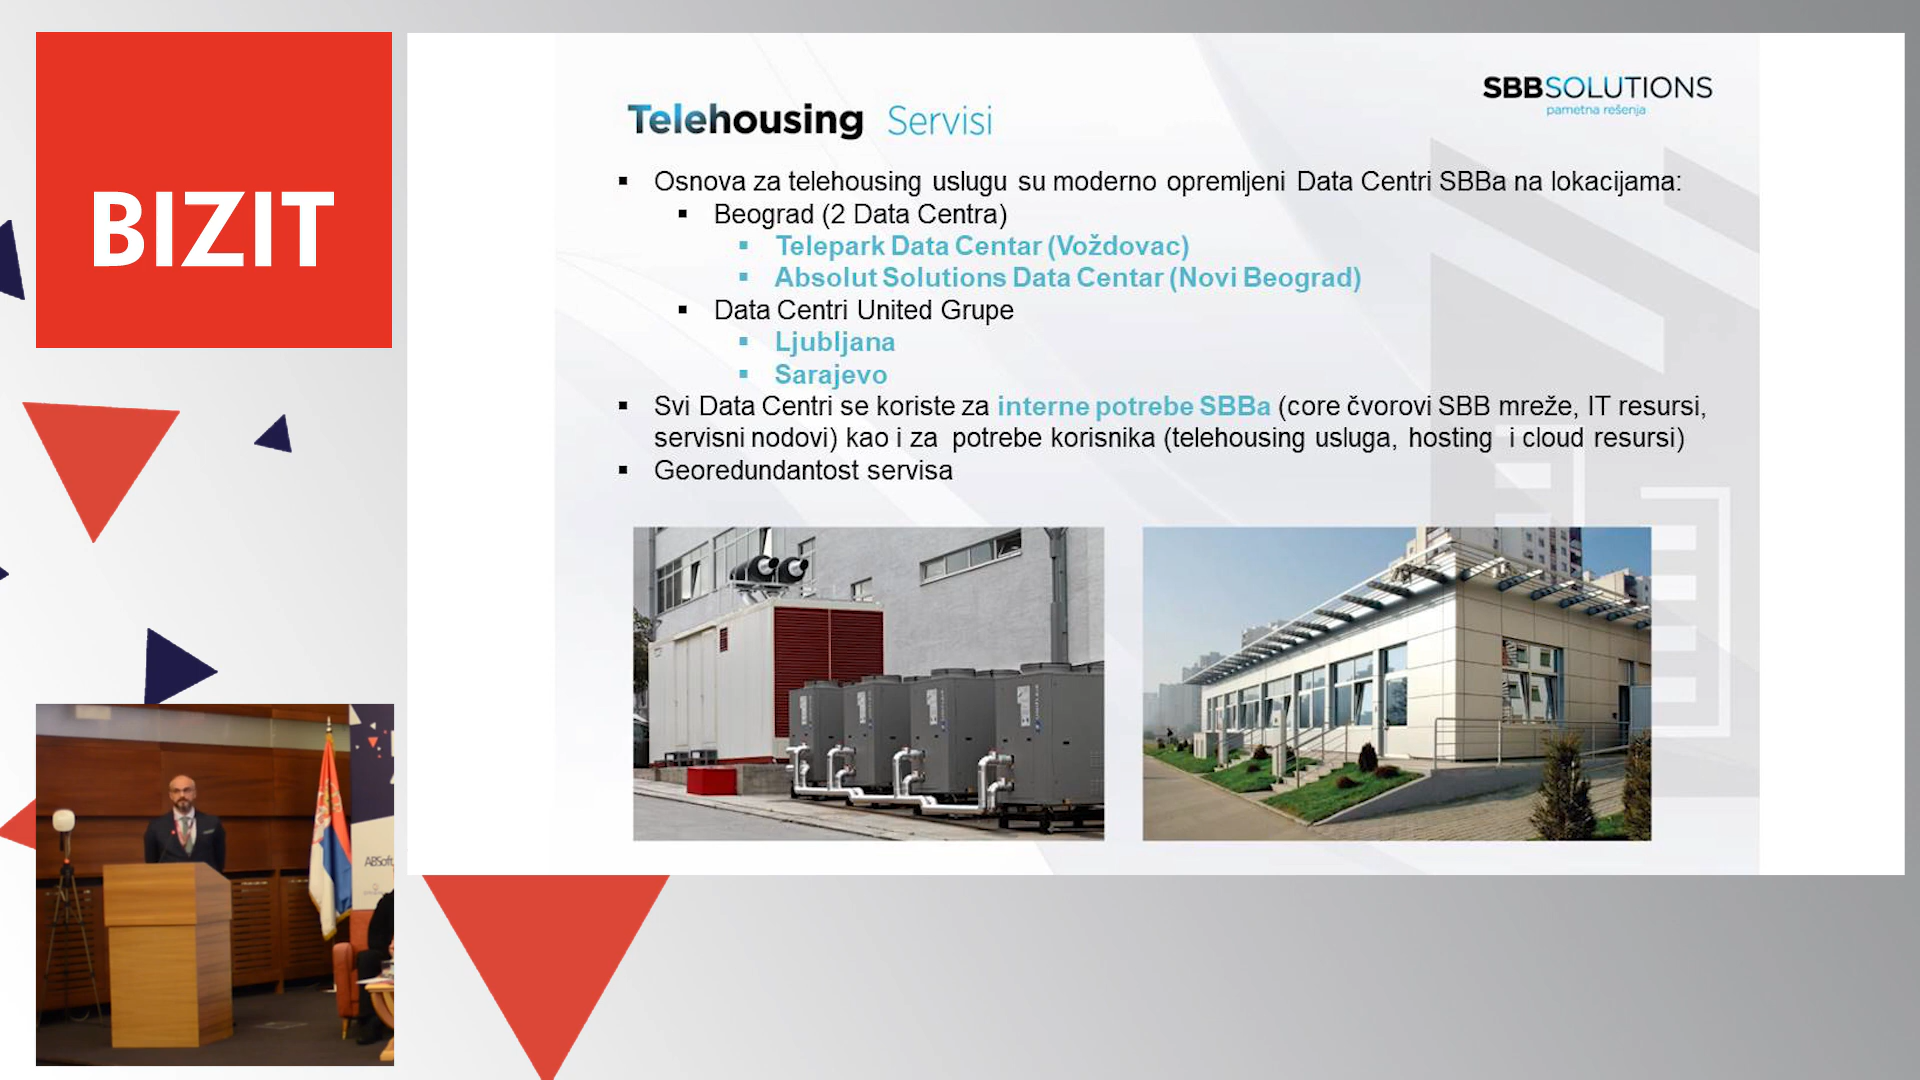 BIZIT
SBBSOLUTIONS
pametna rešenja
Telehousing Servisi
Osnova za telehousing uslugu su moderno opremljeni Data Centri SBBa na lokacijama:
Beograd (2 Data Centra)
Telepark Data Centar (Voždovac)
Absolut Solutions Data Centar (Novi Beograd)
Data Centri United Grupe
Ljubljana
Sarajevo
Svi Data Centri se koriste za interne potrebe SBBa (core čvorovi SBB mreže, IT resursi,
servisni nodovi) kao i za potrebe korisnika (telehousing usluga, hosting i cloud resursi)
Georedundantost servisa
ABSoft